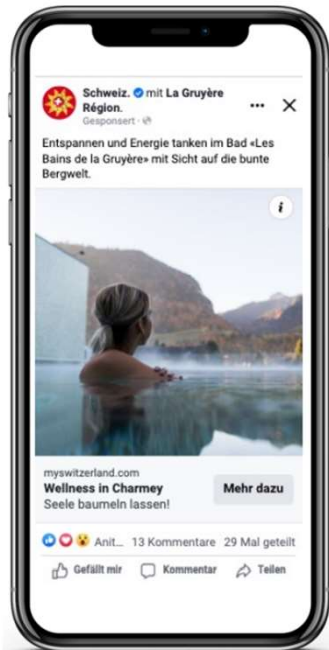 Schweiz. mit La Gruyère
Région.
Gesponsert ·
Entspannen und Energie tanken im Bad «Les
Bains de la Gruyère» mit Sicht auf die bunte
Bergwelt.
i
myswitzerland.com
Wellness in Charmey
Seele baumeln lassen!
Mehr dazu
Anit... 13 Kommentare 29 Mal geteilt
Gefällt mir Kommentar Teilen